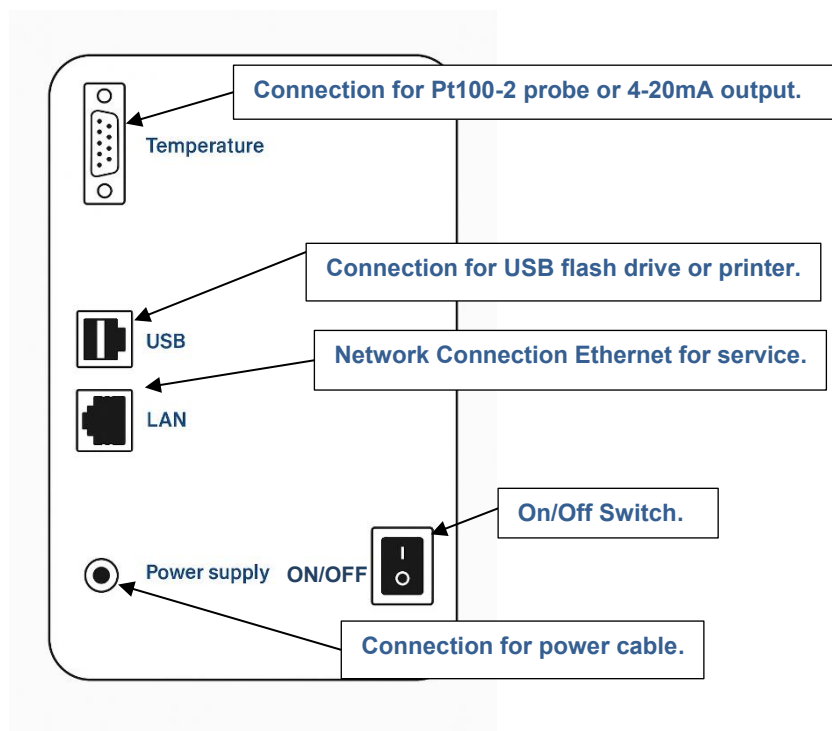 Connection for Pt100-2 probe or 4-20mA output.
Temperature
Connection for USB flash drive or printer.
USB
Network Connection Ethernet for service.
LAN
On/Off Switch.
Power supply
ON/OFF
I
O
Connection for power cable.